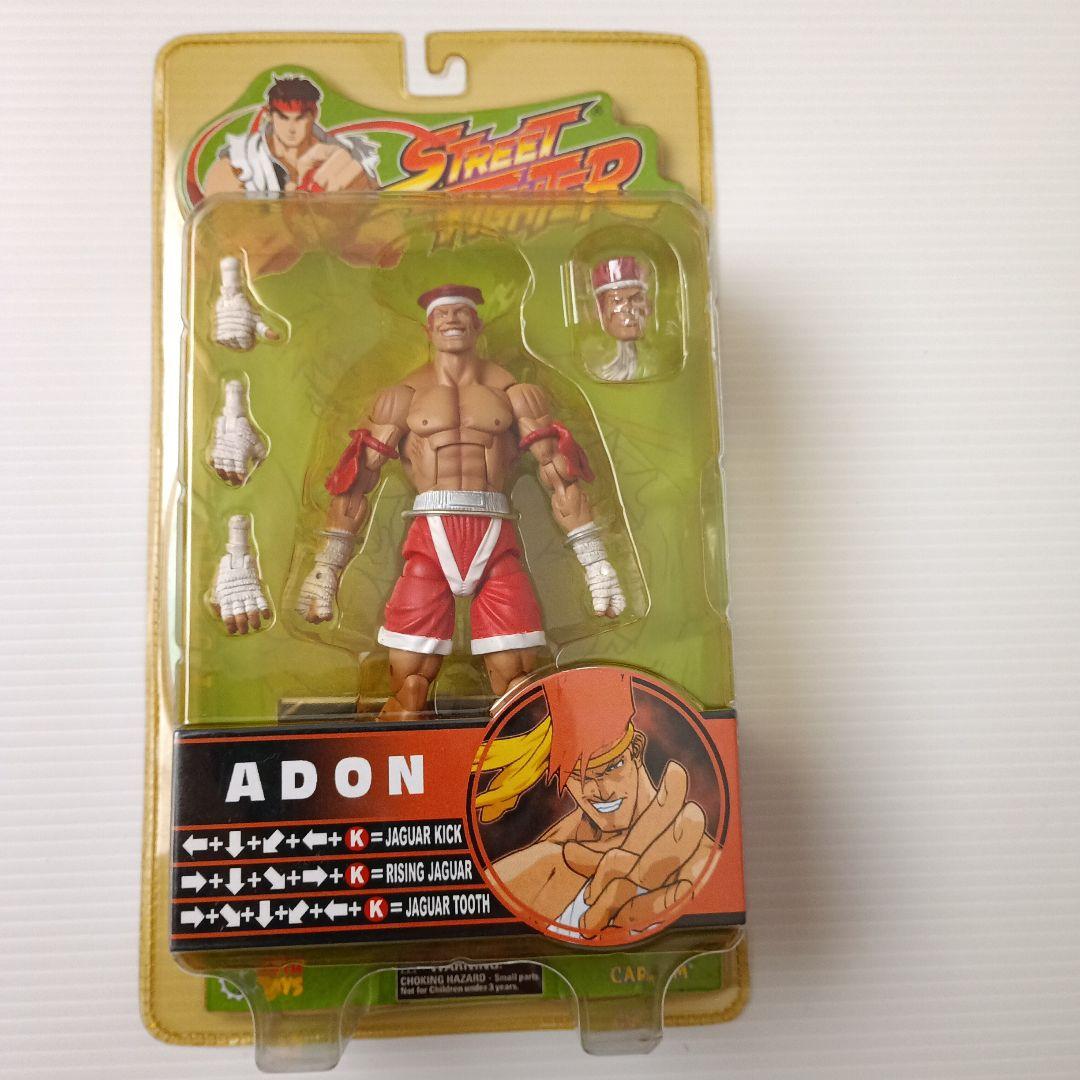 STREET
FIGHTER
ADON
⬅+⬇+↙+⬅+K=JAGUAR KICK
➡+⬇+↘+➡+K=RISING JAGUAR
➡+↘+⬇+↙+⬅+K=JAGUAR TOOTH
WARNING:
CHOKING HAZARD - Small parts
Not for Children under 3 years.